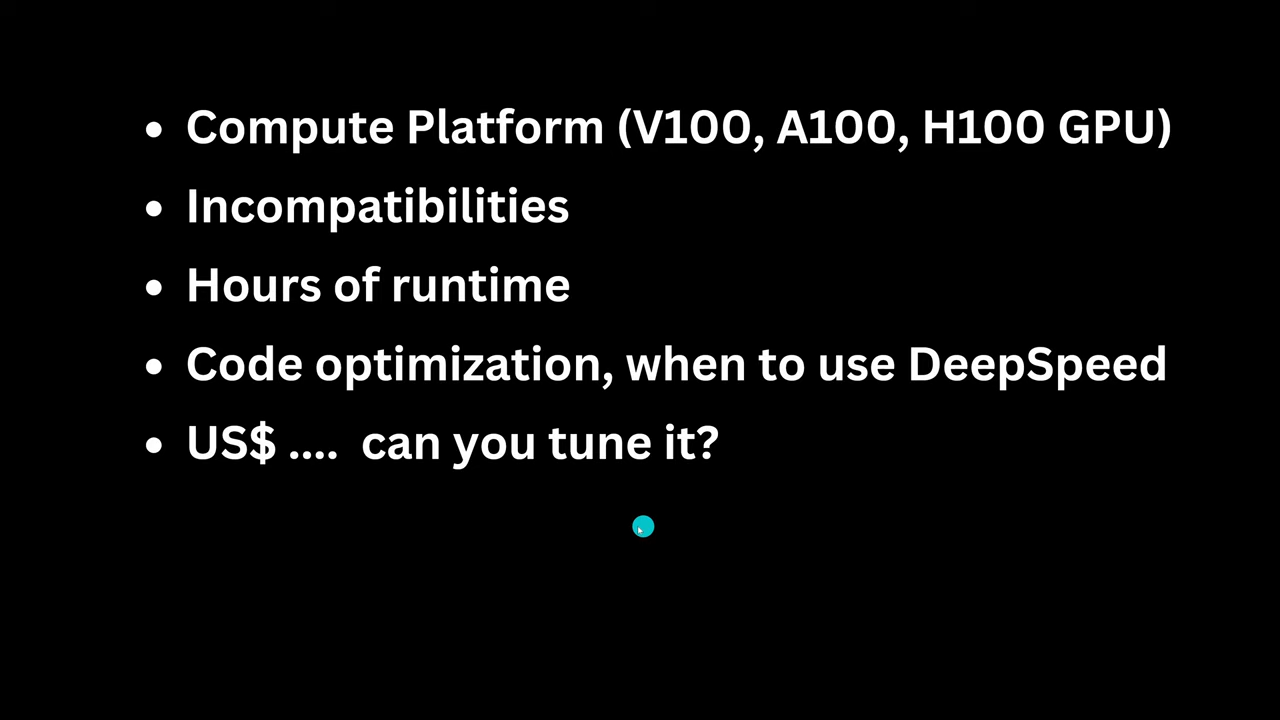 • Compute Platform (V100, A100, H100 GPU)
• Incompatibilities
• Hours of runtime
• Code optimization, when to use DeepSpeed
• US$ ....  can you tune it?